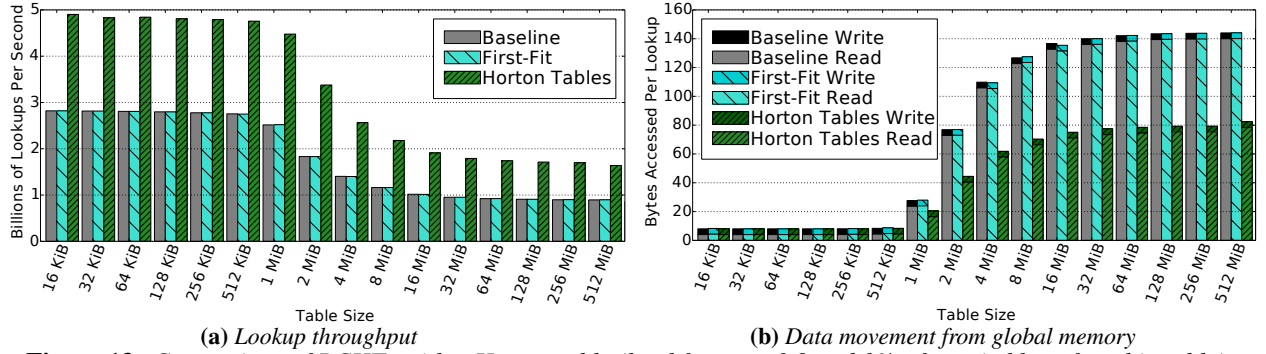 Billions of Lookups Per Second
5
4
3
2
1
0
Baseline
First-Fit
Horton Tables
16 KiB
32 KiB
64 KiB
128 KiB
256 KiB
512 KiB
1 MiB
2 MiB
4 MiB
8 MiB
16 MiB
32 MiB
64 MiB
128 MiB
256 MiB
512 MiB
Table Size
(a) Lookup throughput
Bytes Accessed Per Lookup
160
140
120
100
80
60
40
20
0
Baseline Write
Baseline Read
First-Fit Write
First-Fit Read
Horton Tables Write
Horton Tables Read
16 KiB
32 KiB
64 KiB
128 KiB
256 KiB
512 KiB
1 MiB
2 MiB
4 MiB
8 MiB
16 MiB
32 MiB
64 MiB
128 MiB
256 MiB
512 MiB
Table Size
(b) Data movement from global memory